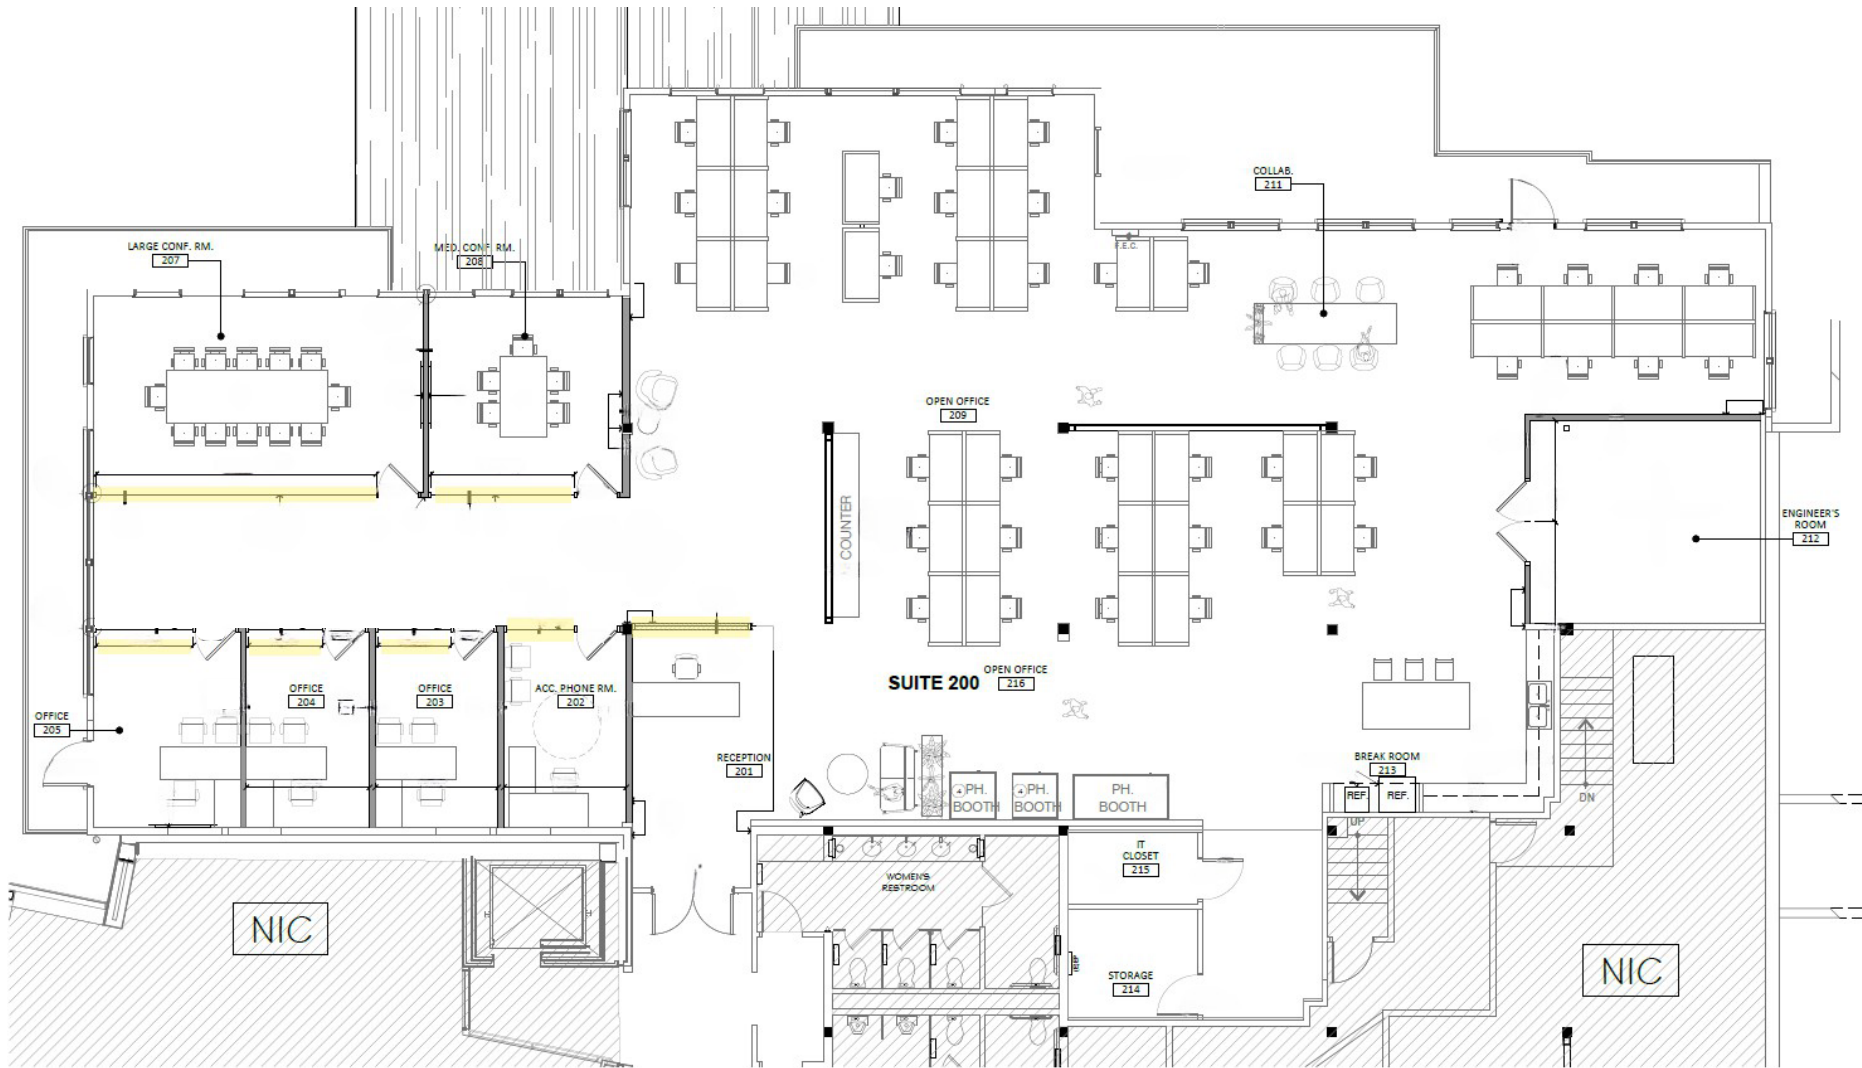 COLLAB.
211
LARGE CONF. RM.
207
MED. CONF. RM.
208
F.E.C.
OPEN OFFICE
209
COUNTER
ENGINEER'S
ROOM
212
OPEN OFFICE
216
SUITE 200
OFFICE
205
OFFICE
204
OFFICE
203
ACC. PHONE RM.
202
RECEPTION
201
PH.
BOOTH
PH.
BOOTH
PH.
BOOTH
BREAK ROOM
213
REF.
REF.
DN
UP
WOMEN'S
RESTROOM
IT
CLOSET
215
STORAGE
214
NIC
NIC